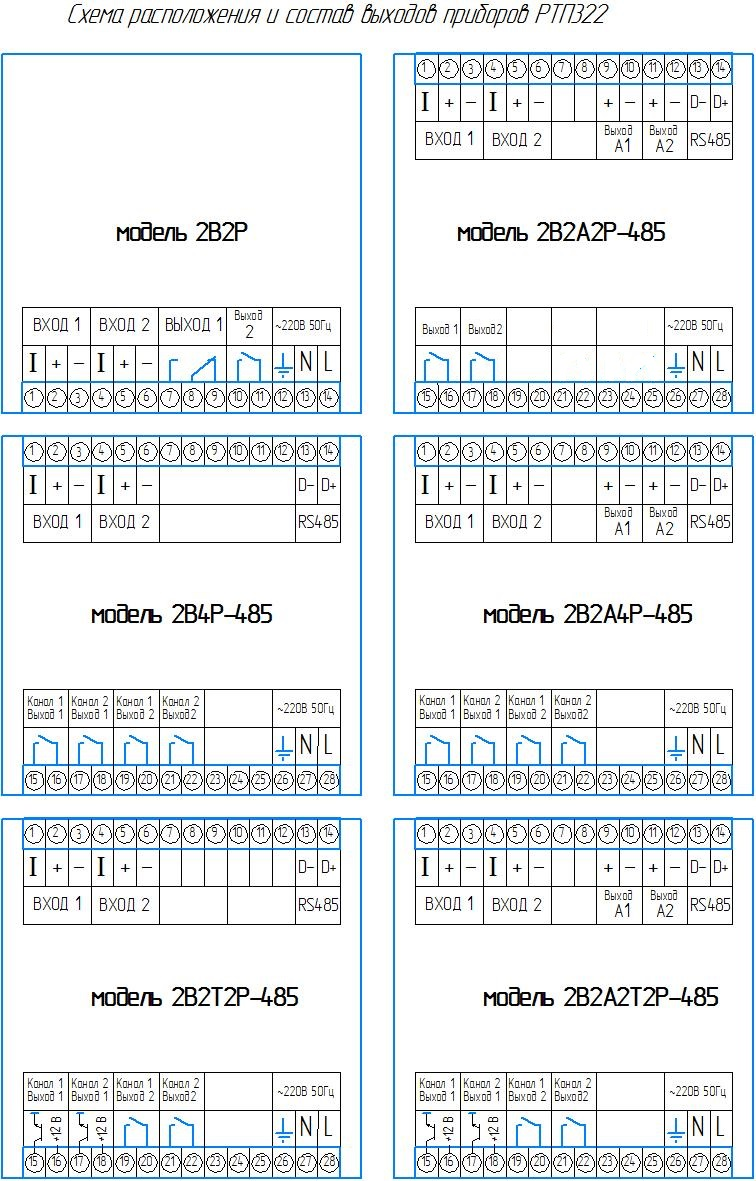 Схема расположения и состав выходов приборов РТП322
модель 2В2Р
ВХОД 1 ВХОД 2 ВЫХОД 1 Выход 2 ~220В 50Гц
I + − I + − N L
1 2 3 4 5 6 7 8 9 10 11 12 13 14
1 2 3 4 5 6 7 8 9 10 11 12 13 14
I + − I + − + − + − D− D+
ВХОД 1 ВХОД 2 Выход А1 Выход А2 RS485
модель 2В2А2Р-485
Выход 1 Выход2 ~220В 50Гц
N L
15 16 17 18 19 20 21 22 23 24 25 26 27 28
1 2 3 4 5 6 7 8 9 10 11 12 13 14
I + − I + − D− D+
ВХОД 1 ВХОД 2 RS485
модель 2В4Р-485
Канал 1 Канал 2 Канал 1 Канал 2 ~220В 50Гц
Выход 1 Выход 1 Выход 2 Выход2
N L
15 16 17 18 19 20 21 22 23 24 25 26 27 28
1 2 3 4 5 6 7 8 9 10 11 12 13 14
I + − I + − + − + − D− D+
ВХОД 1 ВХОД 2 Выход А1 Выход А2 RS485
модель 2В2А4Р-485
Канал 1 Канал 2 Канал 1 Канал 2 ~220В 50Гц
Выход 1 Выход 1 Выход 2 Выход2
N L
15 16 17 18 19 20 21 22 23 24 25 26 27 28
1 2 3 4 5 6 7 8 9 10 11 12 13 14
I + − I + − D− D+
ВХОД 1 ВХОД 2 RS485
модель 2В2Т2Р-485
Канал 1 Канал 2 Канал 1 Канал 2 ~220В 50Гц
Выход 1 Выход 1 Выход 2 Выход2
+12 В +12 В N L
15 16 17 18 19 20 21 22 23 24 25 26 27 28
1 2 3 4 5 6 7 8 9 10 11 12 13 14
I + − I + − + − + − D− D+
ВХОД 1 ВХОД 2 Выход А1 Выход А2 RS485
модель 2В2А2Т2Р-485
Канал 1 Канал 2 Канал 1 Канал 2 ~220В 50Гц
Выход 1 Выход 1 Выход 2 Выход2
+12 В +12 В N L
15 16 17 18 19 20 21 22 23 24 25 26 27 28